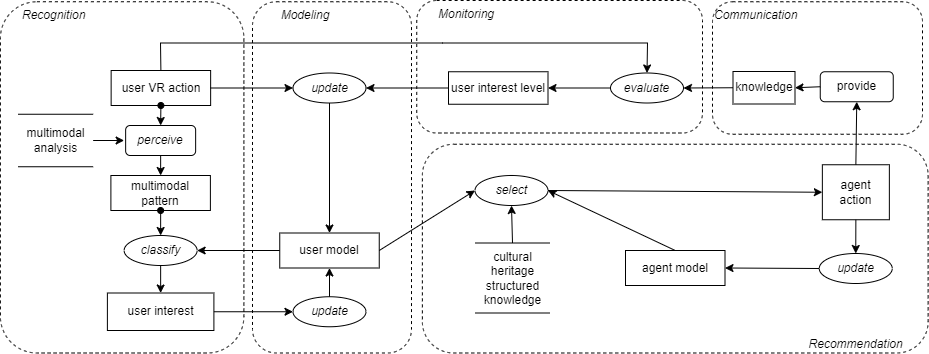 Recognition
Modeling
Monitoring
Communication
user VR action
update
user interest level
evaluate
knowledge
provide
multimodal
analysis
perceive
multimodal
pattern
select
agent
action
classify
user model
cultural
heritage
structured
knowledge
agent model
update
user interest
update
Recommendation